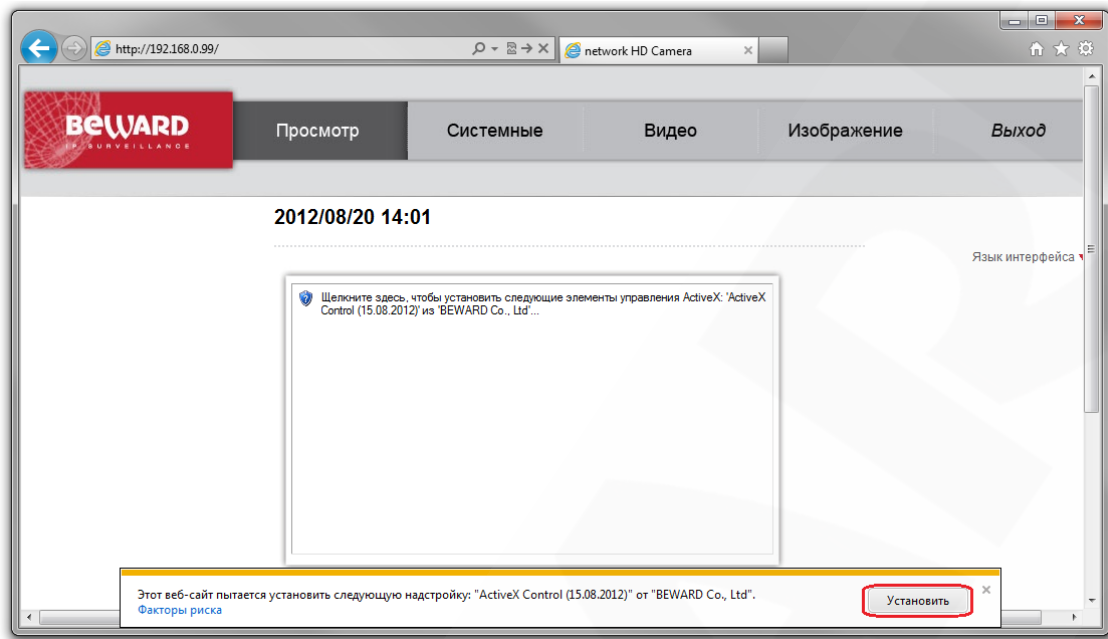 http://192.168.0.99/
network HD Camera
BEWARD
IP SURVEILLANCE
Просмотр
Системные
Видео
Изображение
Выход
2012/08/20 14:01
Язык интерфейса
Щелкните здесь, чтобы установить следующие элементы управления ActiveX: 'ActiveX
Control (15.08.2012)' из 'BEWARD Co., Ltd'...
Этот веб-сайт пытается установить следующую надстройку: "ActiveX Control (15.08.2012)" от "BEWARD Co., Ltd".
Факторы риска
Установить